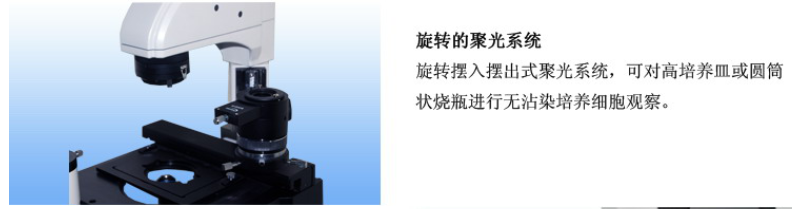 旋转的聚光系统
旋转摆入摆出式聚光系统，可对高培养皿或圆筒
状烧瓶进行无沾染培养细胞观察。